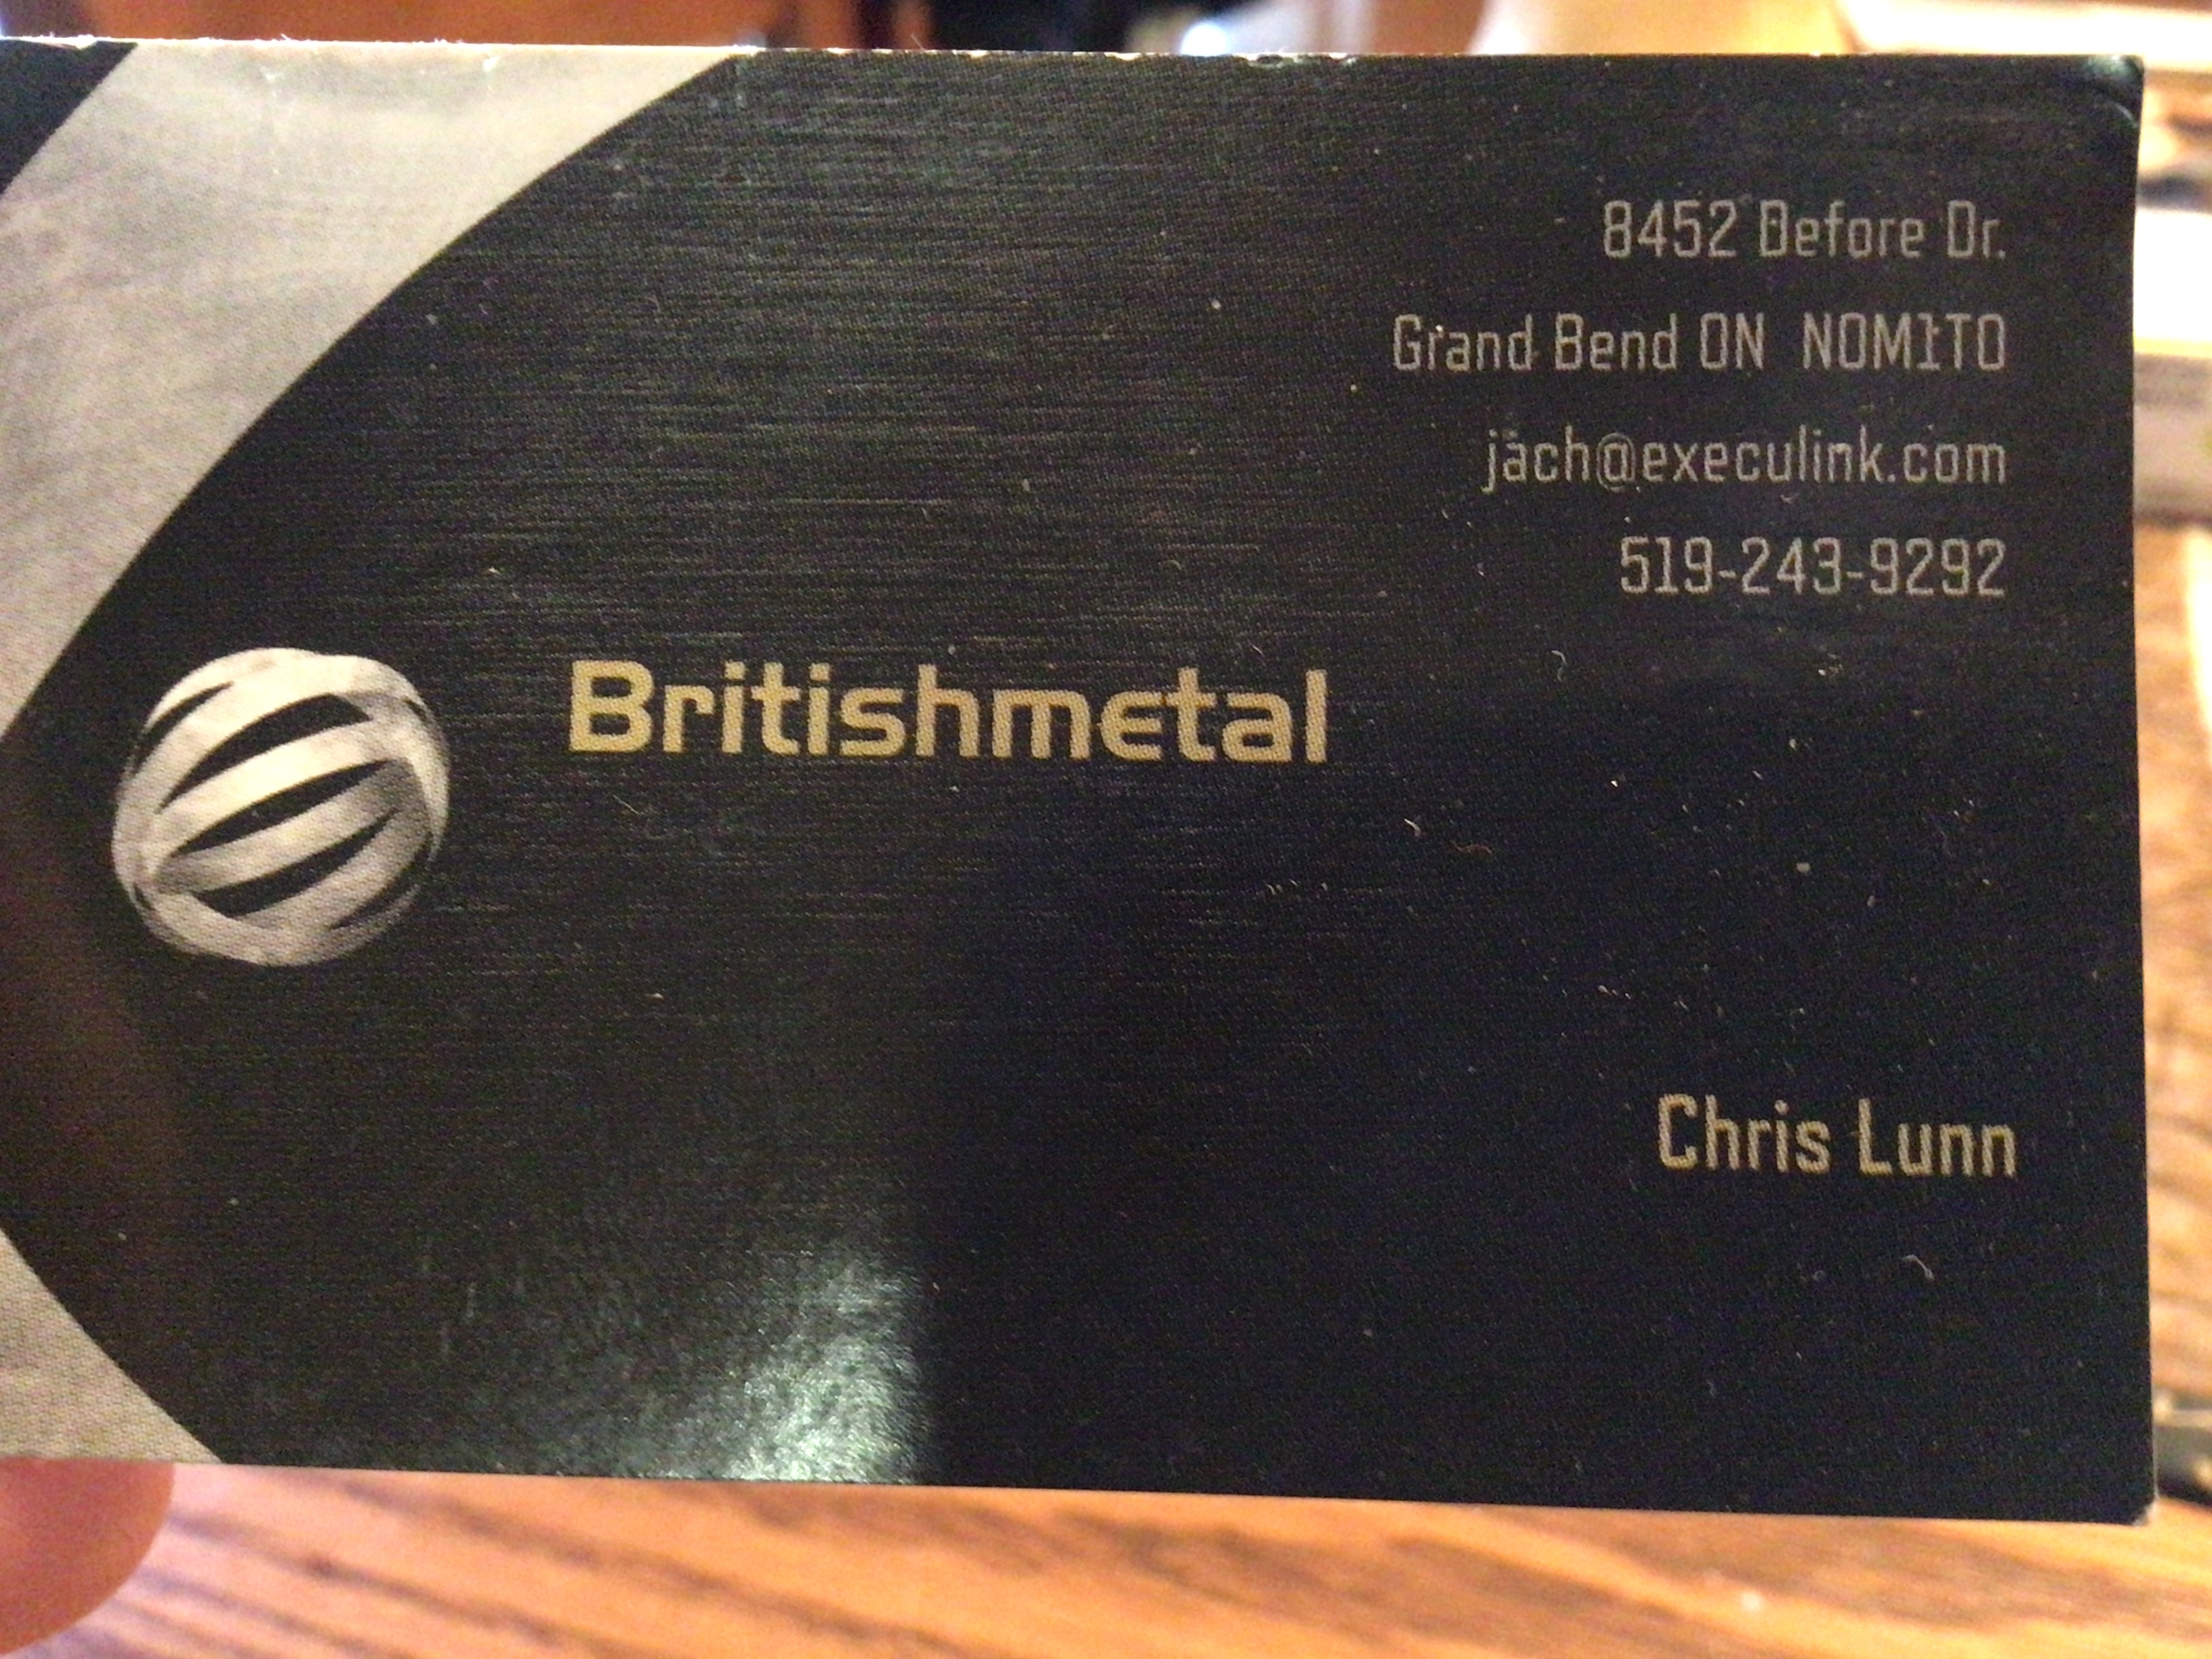 8452 Defore Dr.
Grand Bend ON  N0M1T0
jach@execulink.com
519-243-9292
Britishmetal
Chris Lunn